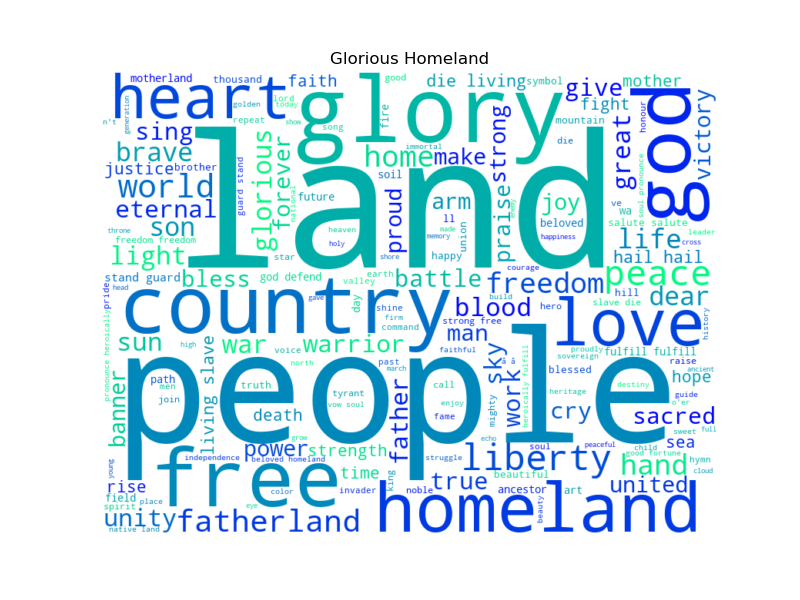 Glorious Homeland
motherland
thousand
faith
good
die living
symbol
give
mother
heart
glory
god
golden
lord
today
fire
fight
honour
victory
n't
generation
sing
repeat
show
song
strong
mountain
great
brave
guard stand
glorious
forever
immortal
die
justice
brother
home
make
land
soul pronounce
world
soil
national
future
proud
arm
joy
ve
wa
eternal
son
praise
union
ll
beloved
salute salute
leader
throne
heaven
made
enemy
happiness
life
cross
freedom freedom
holy
memory
shore
light
star
happy
hail hail
stand guard
bless
god defend
earth
valley
battle
courage
freedom
peace
head
pride
gave
day
build
slave die
hill
dear
country
shine
firm
command
blood
hero
love
history
pronounce heroically
strong free
man
proudly
sovereign
sun
war
warrior
faithful
sky
fulfill fulfill
high
voice
people
north
past
march
â â
blessed
raise
ancient
path
men
living slave
truth
call
work
heroically fulfill
heritage
destiny
hope
guide
join
tyrant
vow soul
enjoy
mighty
o'er
banner
death
father
fame
cry
sacred
sweet
full
grow
echo
power
strength
soul
peaceful
child
sea
independence
beloved homeland
struggle
liberty
good fortune
hymn
young
free
time
king
true
beautiful
hand
cloud
rise
color
invader
noble
ancestor
art
united
field
place
spirit
eye
unity
fatherland
homeland
beauty
native land